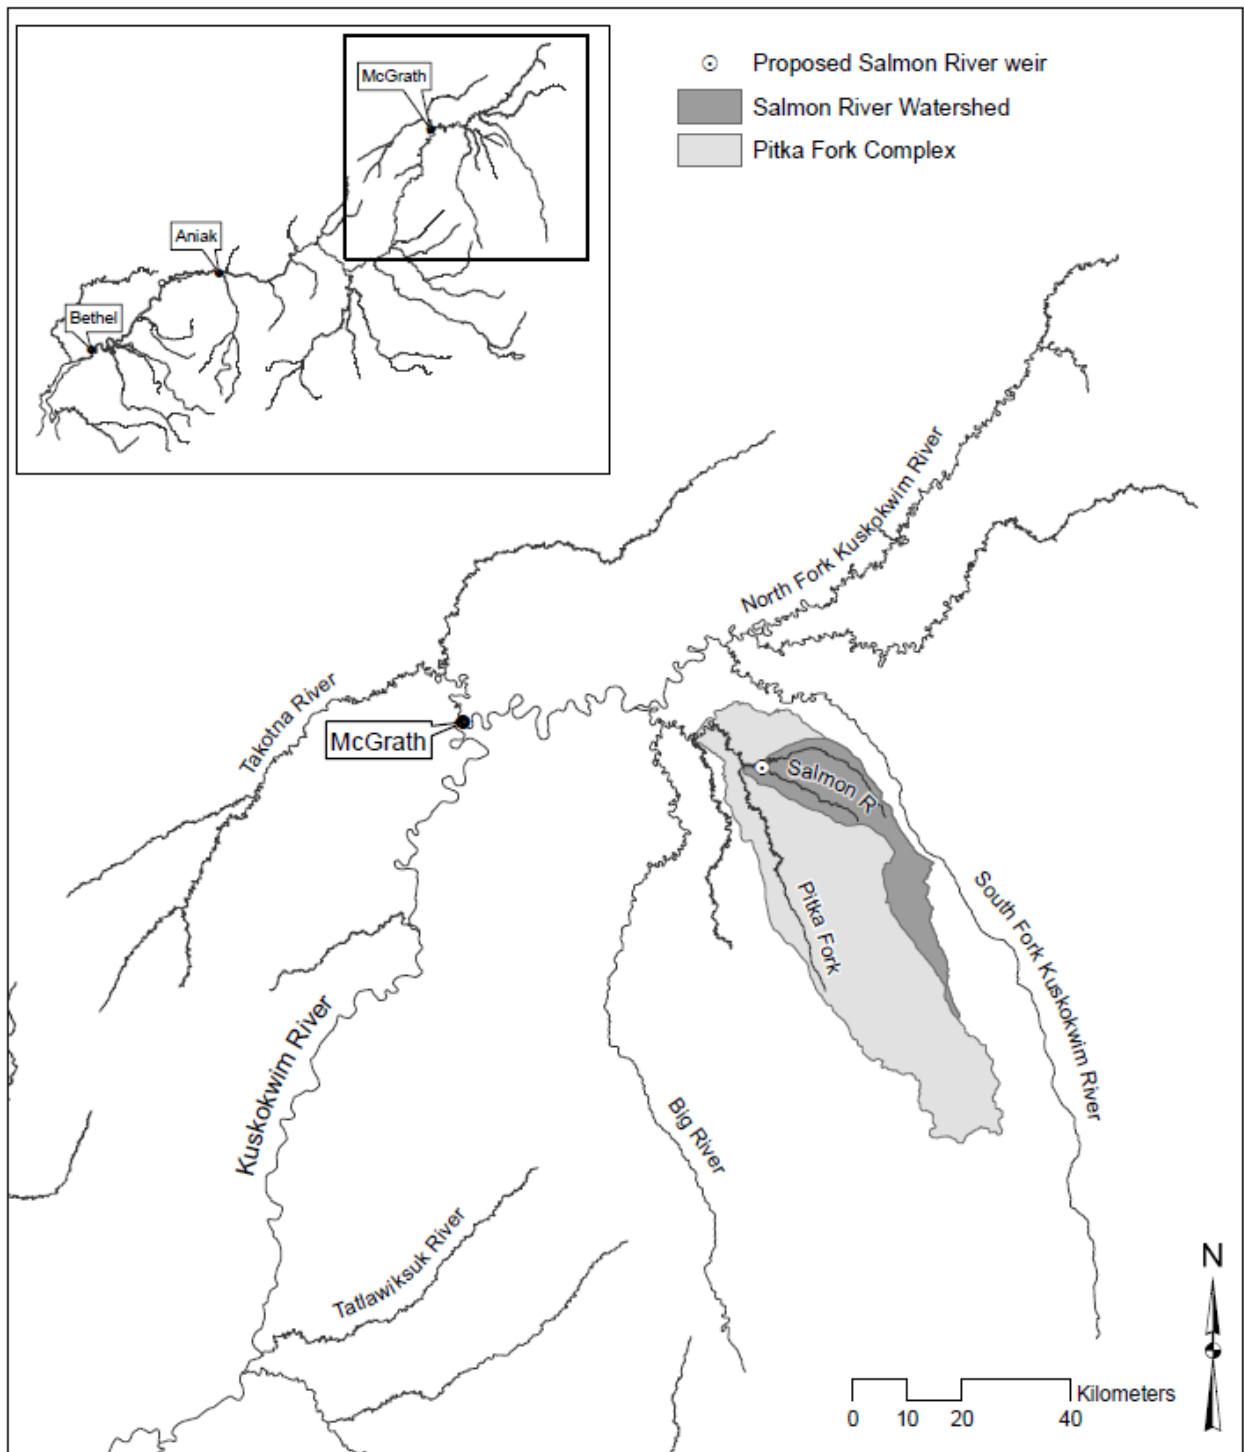 McGrath
Aniak
Bethel
Proposed Salmon River weir
Salmon River Watershed
Pitka Fork Complex
North Fork Kuskokwim River
Takotna River
McGrath
Salmon R
Pitka Fork
South Fork Kuskokwim River
Kuskokwim River
Big River
Tatlawiksuk River
N
Kilometers
0 10 20 40